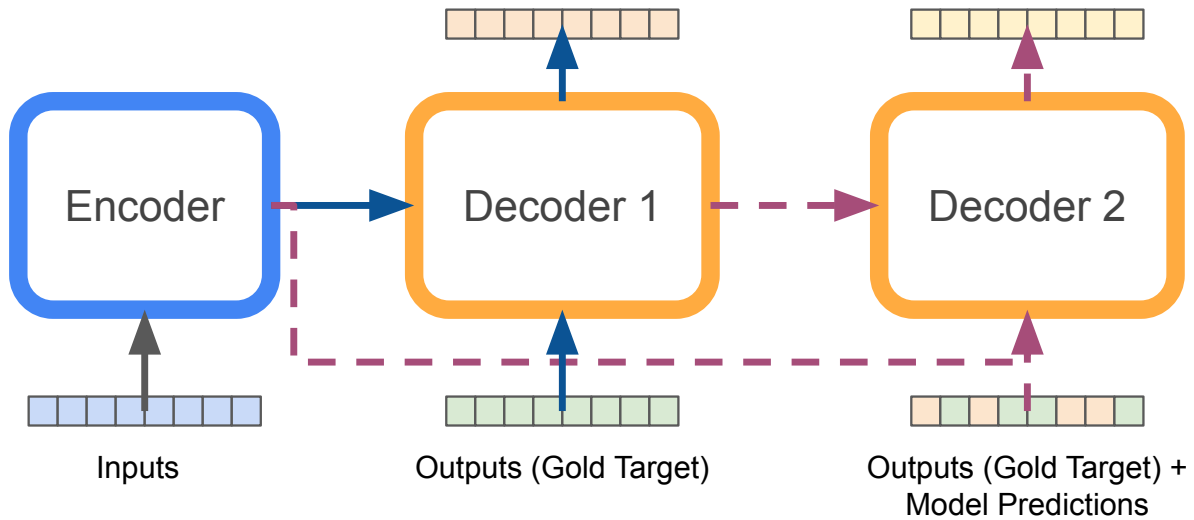 Encoder
Decoder 1
Decoder 2
Inputs
Outputs (Gold Target)
Outputs (Gold Target) +
Model Predictions